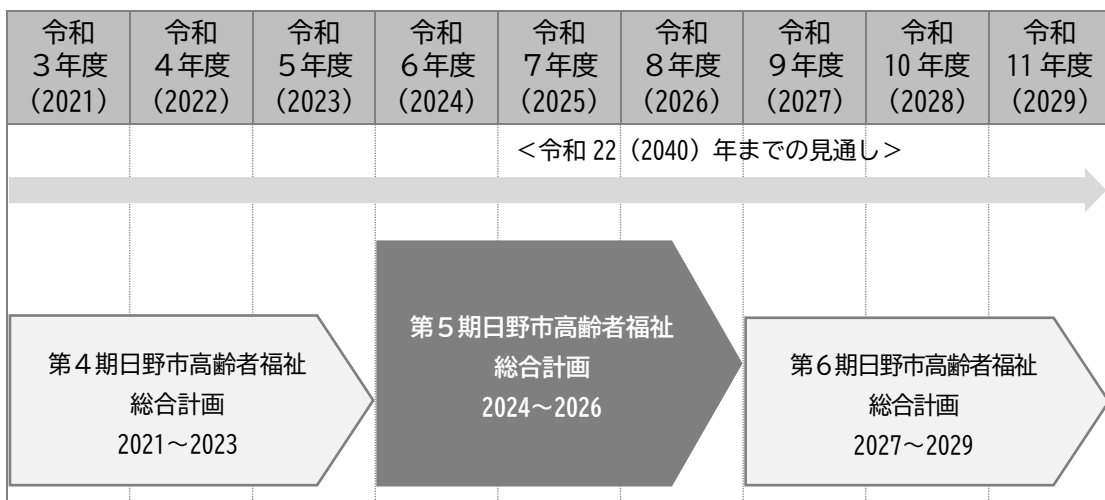 令和
３年度
（2021）
令和
４年度
（2022）
令和
５年度
（2023）
令和
６年度
（2024）
令和
７年度
（2025）
令和
８年度
（2026）
令和
９年度
（2027）
令和
10 年度
（2028）
令和
11 年度
（2029）
＜令和 22（2040）年までの見通し＞
第４期日野市高齢者福祉
総合計画
2021～2023
第５期日野市高齢者福祉
総合計画
2024～2026
第６期日野市高齢者福祉
総合計画
2027～2029